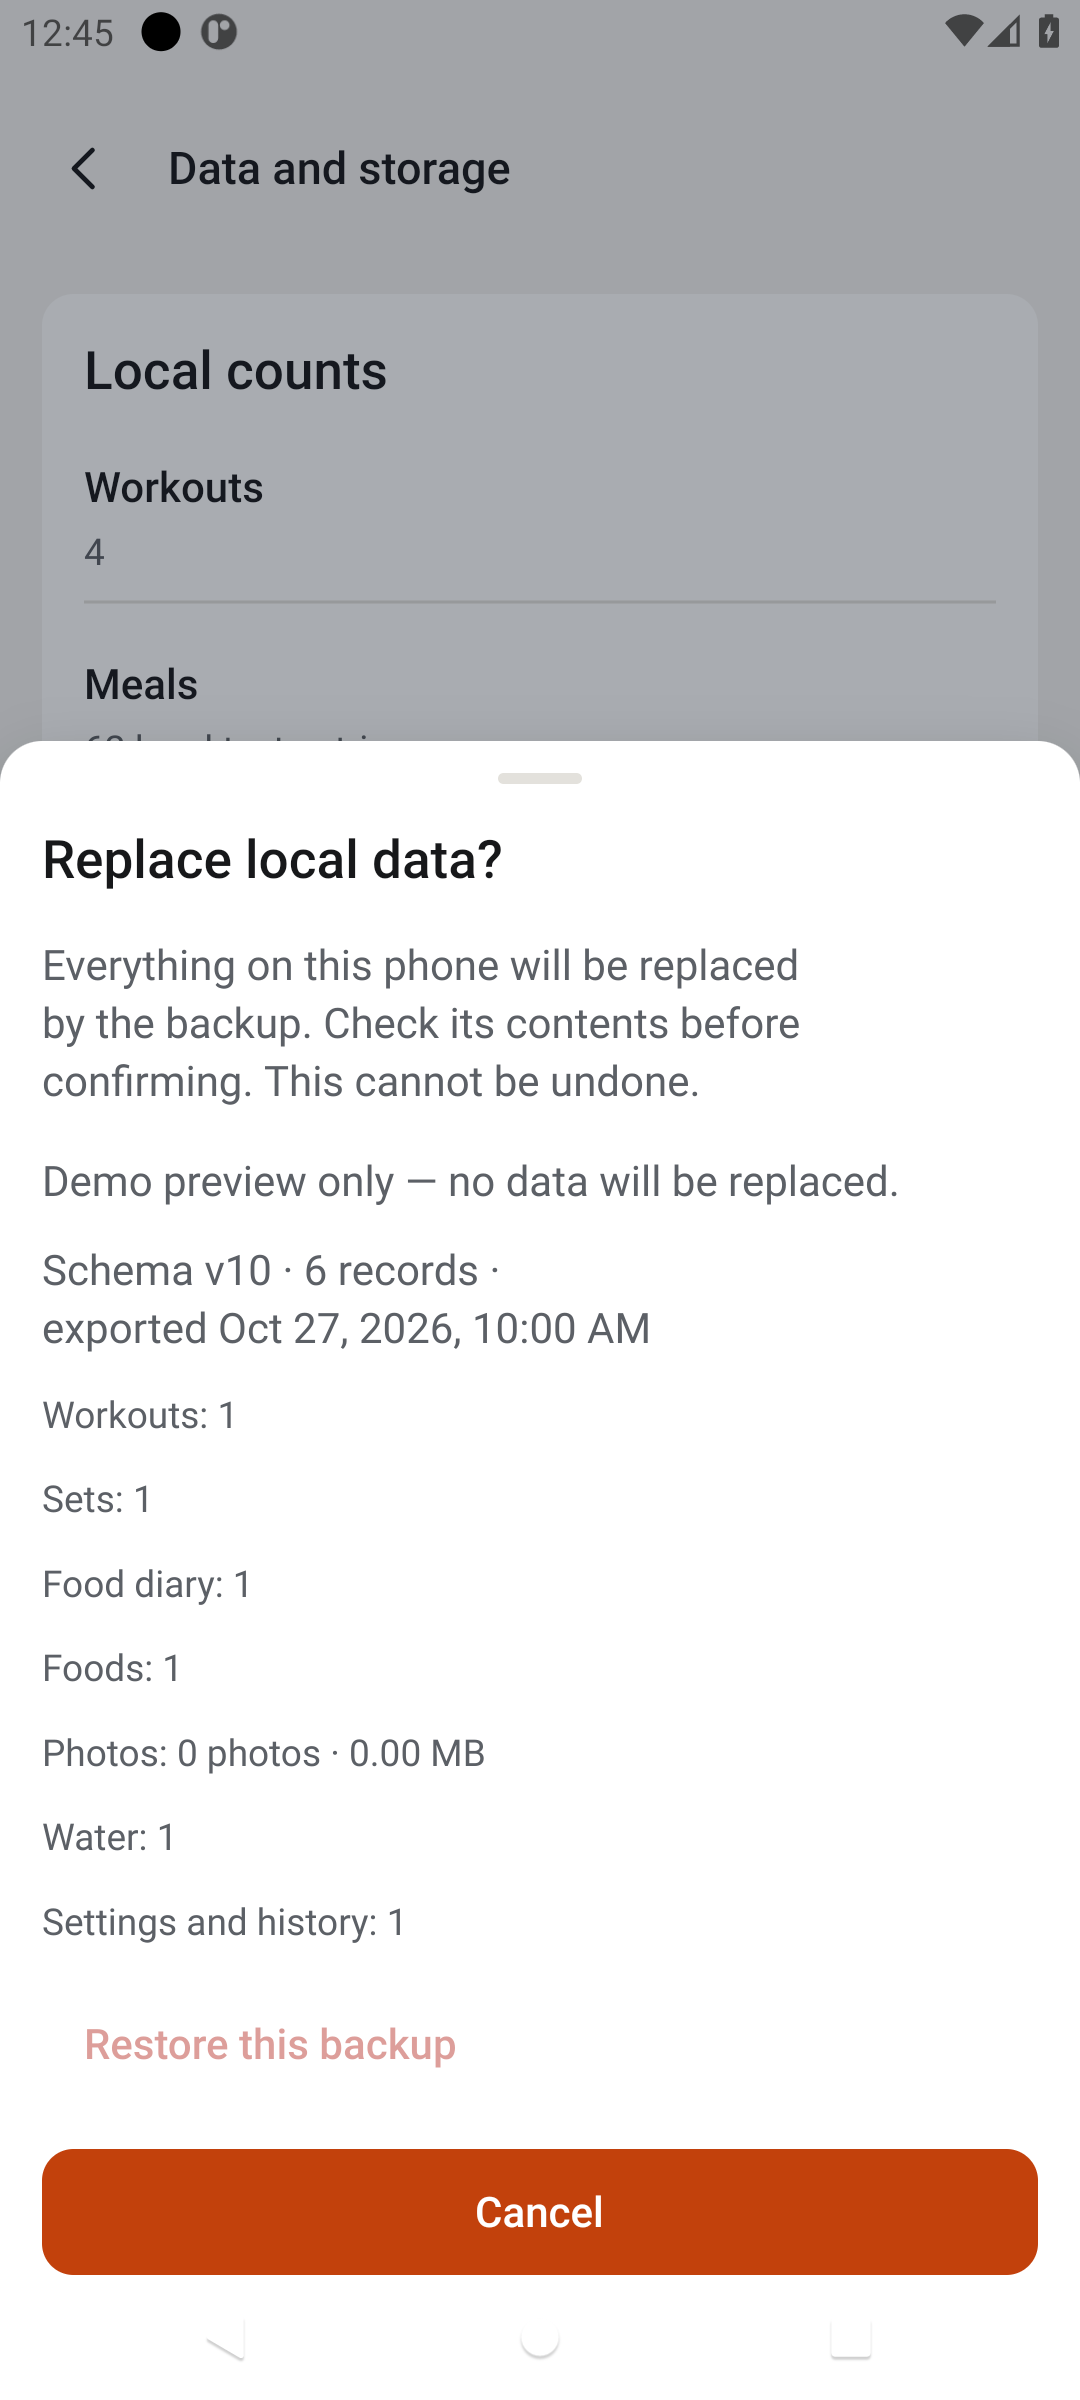 12:45
Data and storage
Local counts
Workouts
4
Meals
Replace local data?
Everything on this phone will be replaced
by the backup. Check its contents before
confirming. This cannot be undone.
Demo preview only — no data will be replaced.
Schema v10 · 6 records ·
exported Oct 27, 2026, 10:00 AM
Workouts: 1
Sets: 1
Food diary: 1
Foods: 1
Photos: 0 photos · 0.00 MB
Water: 1
Settings and history: 1
Restore this backup
Cancel